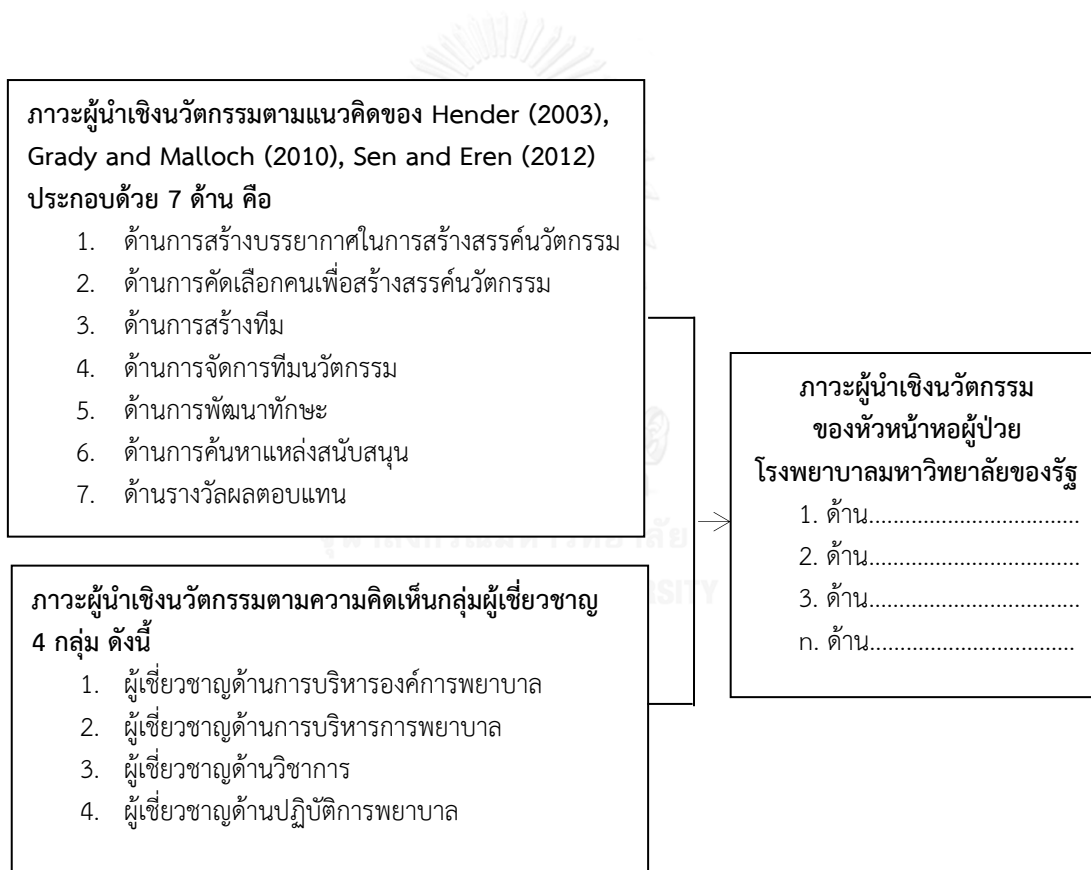 ภาวะผู้นำเชิงนวัตกรรมตามแนวคิดของ Hender (2003),
Grady and Malloch (2010), Sen and Eren (2012)
ประกอบด้วย 7 ด้าน คือ
1. ด้านการสร้างบรรยากาศในการสร้างสรรค์นวัตกรรม
2. ด้านการคัดเลือกคนเพื่อสร้างสรรค์นวัตกรรม
3. ด้านการสร้างทีม
4. ด้านการจัดการทีมนวัตกรรม
5. ด้านการพัฒนาทักษะ
6. ด้านการค้นหาแหล่งสนับสนุน
7. ด้านรางวัลผลตอบแทน
ภาวะผู้นำเชิงนวัตกรรมตามความคิดเห็นกลุ่มผู้เชี่ยวชาญ
4 กลุ่ม ดังนี้
1. ผู้เชี่ยวชาญด้านการบริหารองค์การพยาบาล
2. ผู้เชี่ยวชาญด้านการบริหารการพยาบาล
3. ผู้เชี่ยวชาญด้านวิชาการ
4. ผู้เชี่ยวชาญด้านปฏิบัติการพยาบาล
ภาวะผู้นำเชิงนวัตกรรม
ของหัวหน้าหอผู้ป่วย
โรงพยาบาลมหาวิทยาลัยของรัฐ
1. ด้าน..................................
2. ด้าน..................................
3. ด้าน..................................
n. ด้าน.................................